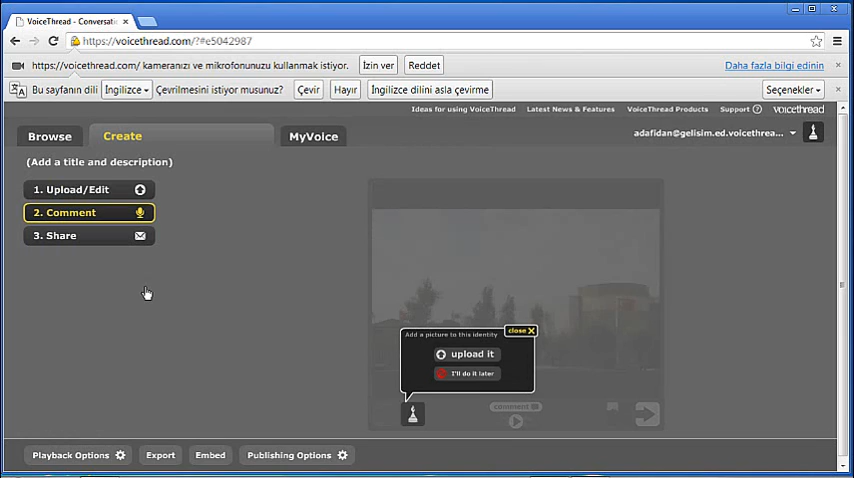 VoiceThread - Conversati
https://voicethread.com/?#e5042987
https://voicethread.com/ kameranızı ve mikrofonunuzu kullanmak istiyor. İzin ver Reddet Daha fazla bilgi edinin
Bu sayfanın dili İngilizce Çevrilmesini istiyor musunuz? Çevir Hayır İngilizce dilini asla çevirme Seçenekler
Ideas for using VoiceThread Latest News & Features VoiceThread Products Support voicethread
Browse Create MyVoice adafidan@gelisim.ed.voicethrea...
(Add a title and description)
1. Upload/Edit
2. Comment
3. Share
close X
Add a picture to this identity
upload it
I'll do it later
comment
Playback Options Export Embed Publishing Options